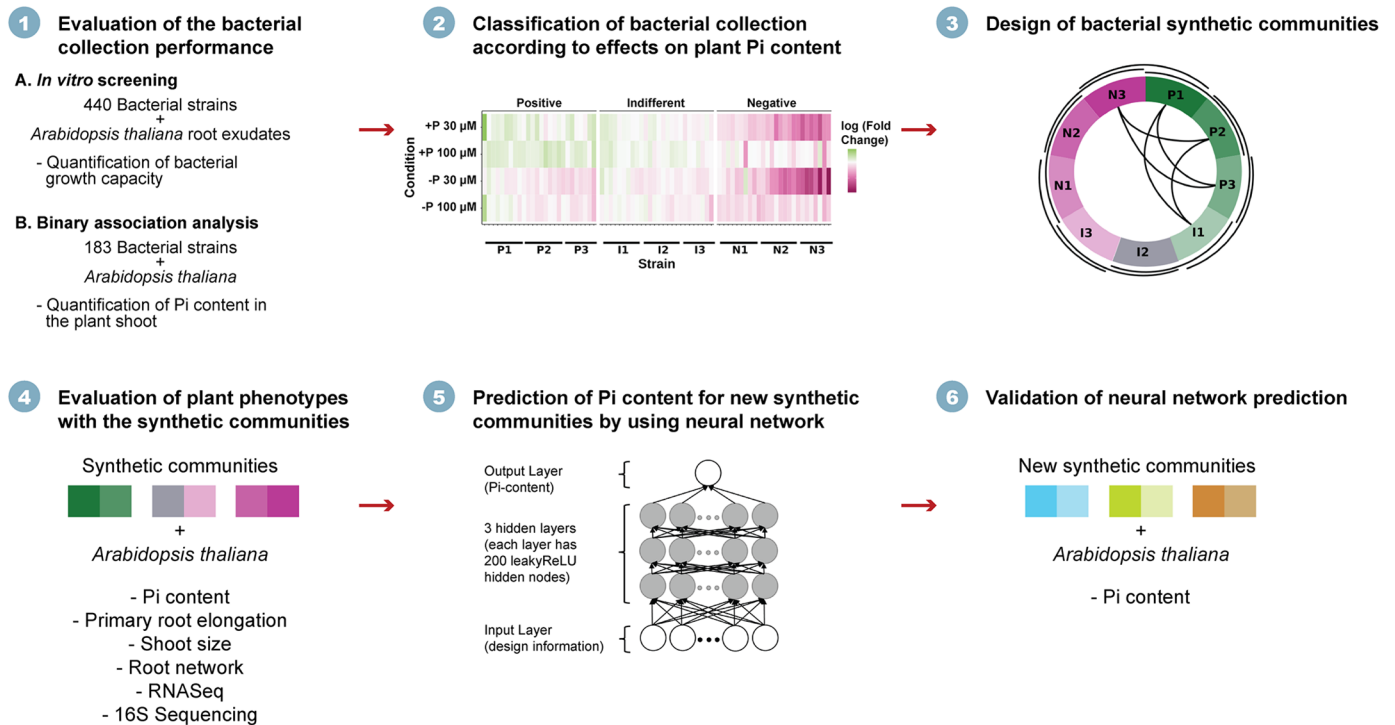 1
Evaluation of the bacterial
collection performance
A. In vitro screening
440 Bacterial strains
+
Arabidopsis thaliana root exudates
- Quantification of bacterial
growth capacity
B. Binary association analysis
183 Bacterial strains
+
Arabidopsis thaliana
- Quantification of Pi content in
the plant shoot
2
Classification of bacterial collection
according to effects on plant Pi content
Positive
Indifferent
Negative
Condition
+P 30 µM
+P 100 µM
-P 30 µM
-P 100 µM
log (Fold
Change)
P1
P2
P3
I1
I2
I3
N1
N2
N3
Strain
3
Design of bacterial synthetic communities
N3
P1
N2
P2
N1
P3
I3
I1
I2
4
Evaluation of plant phenotypes
with the synthetic communities
Synthetic communities
+
Arabidopsis thaliana
- Pi content
- Primary root elongation
- Shoot size
- Root network
- RNASeq
- 16S Sequencing
5
Prediction of Pi content for new synthetic
communities by using neural network
Output Layer
(Pi-content)
3 hidden layers
(each layer has
200 leakyReLU
hidden nodes)
Input Layer
(design information)
6
Validation of neural network prediction
New synthetic communities
+
Arabidopsis thaliana
- Pi content